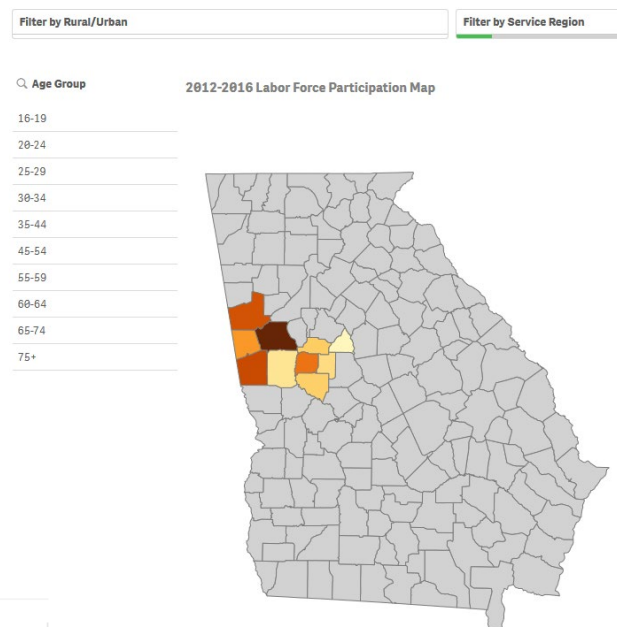 Filter by Rural/Urban
Filter by Service Region
Age Group
2012-2016 Labor Force Participation Map
16-19
20-24
25-29
30-34
35-44
45-54
55-59
60-64
65-74
75+